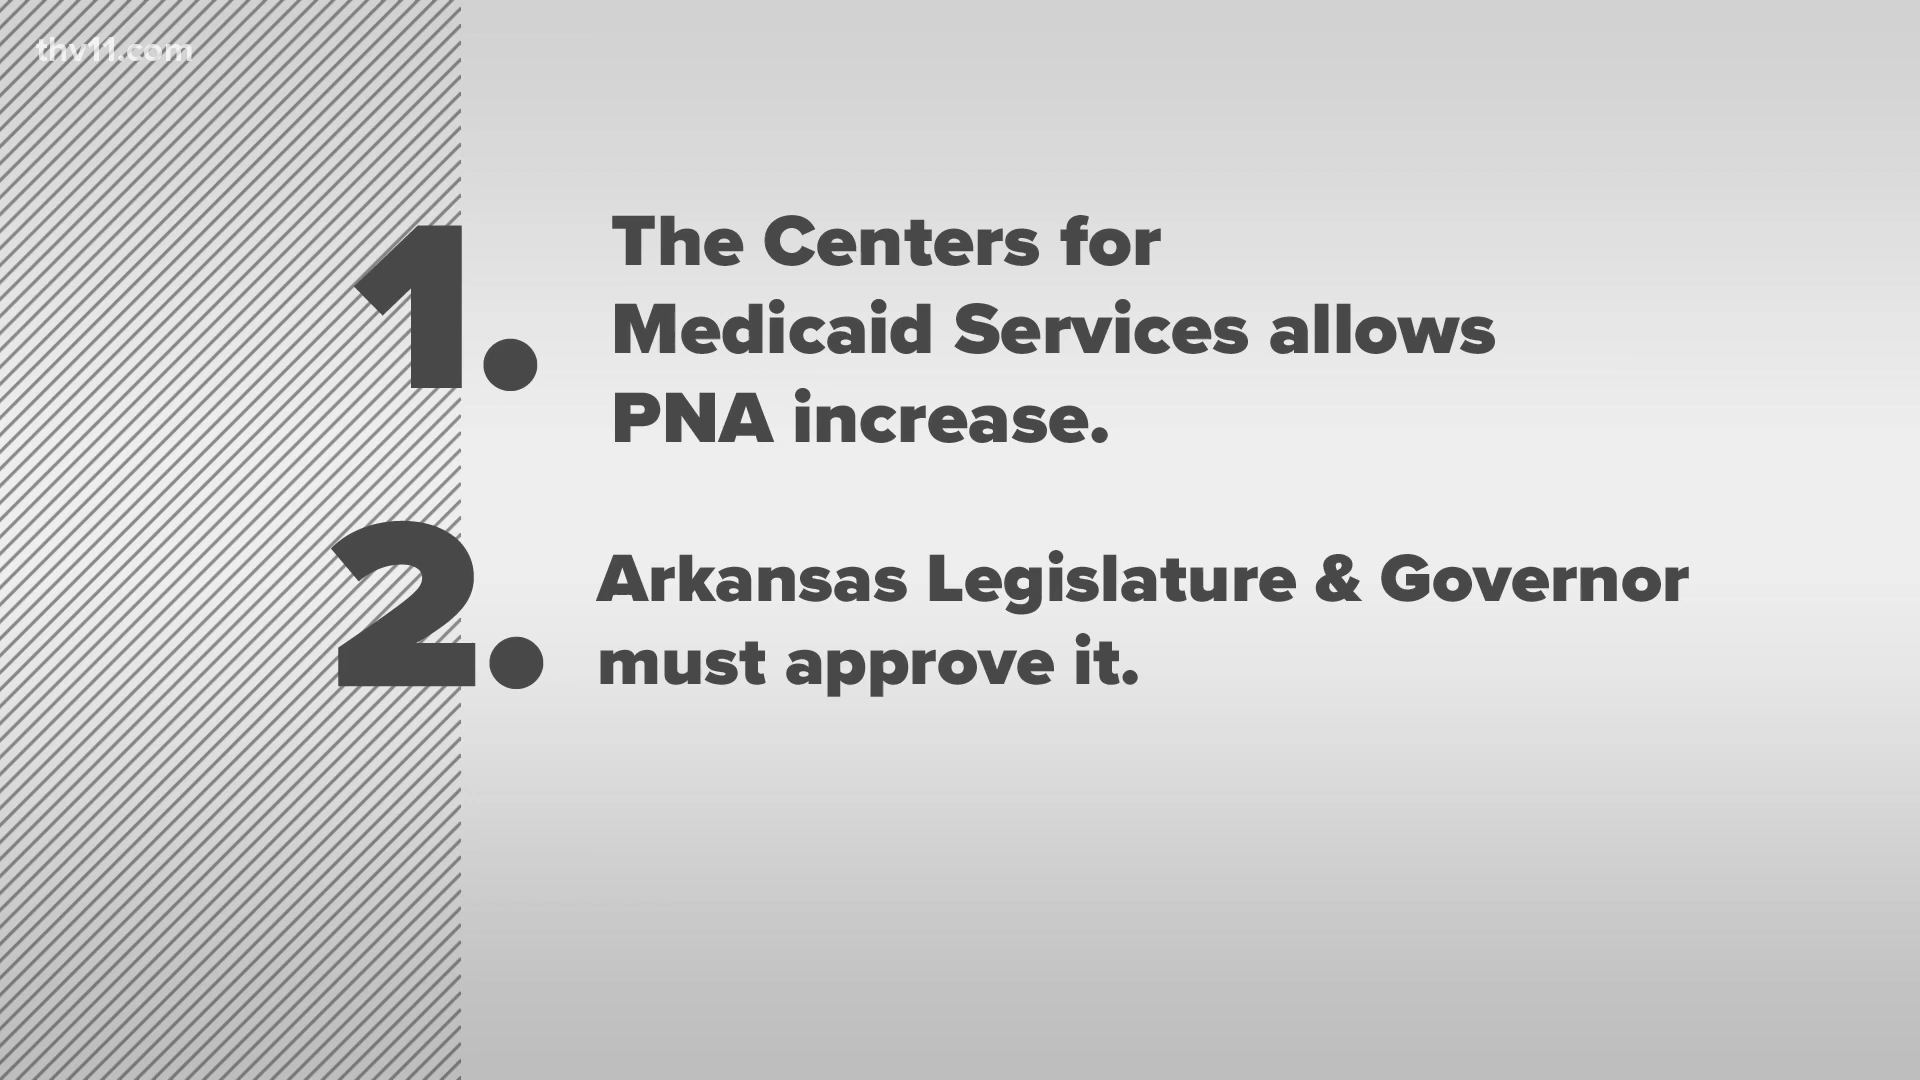 thv11.com
1.
The Centers for
Medicaid Services allows
PNA increase.
2.
Arkansas Legislature & Governor
must approve it.